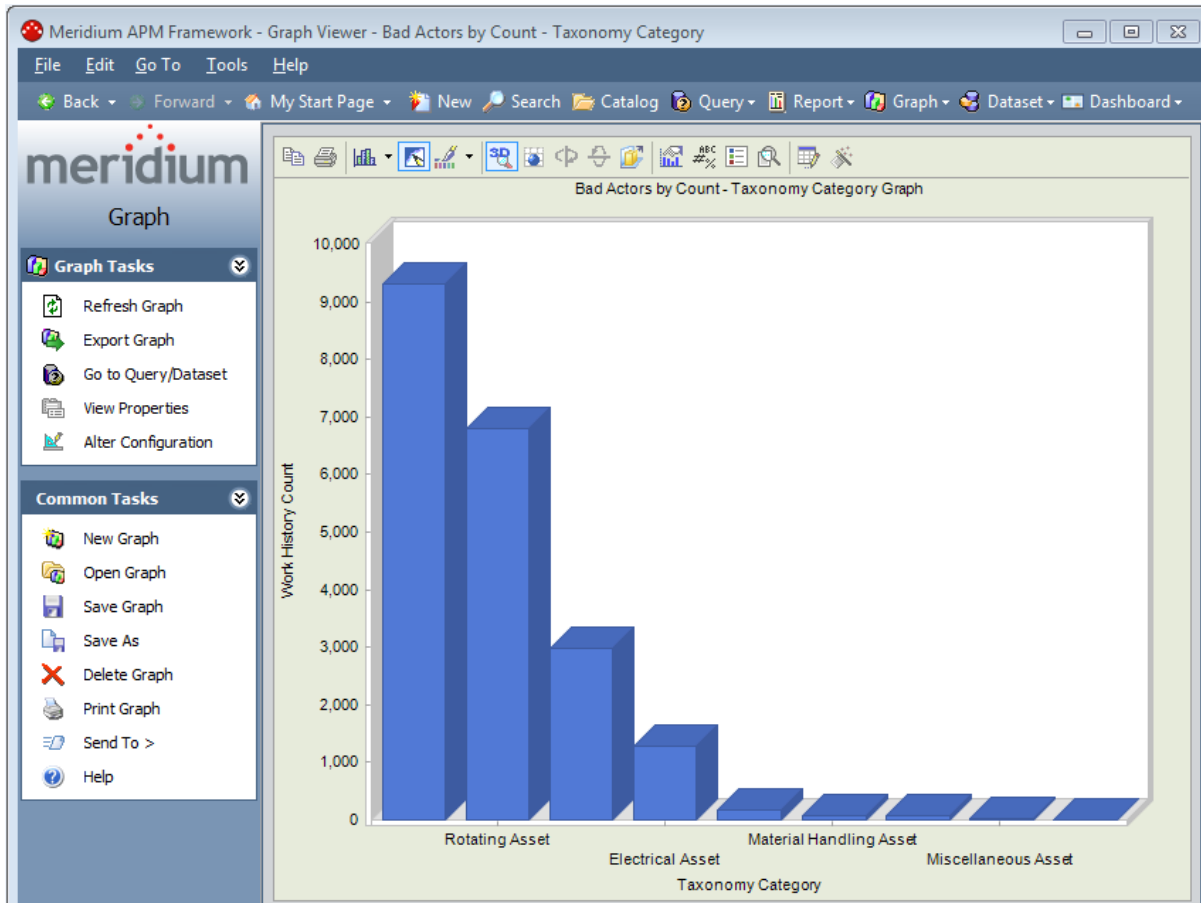 Meridium APM Framework - Graph Viewer - Bad Actors by Count - Taxonomy Category
File Edit Go To Tools Help
Back Forward My Start Page New Search Catalog Query Report Graph Dataset Dashboard
meridium
Graph
Graph Tasks
Refresh Graph
Export Graph
Go to Query/Dataset
View Properties
Alter Configuration
Common Tasks
New Graph
Open Graph
Save Graph
Save As
Delete Graph
Print Graph
Send To >
Help
3D
ABC
#%
Bad Actors by Count - Taxonomy Category Graph
10,000
9,000
8,000
7,000
6,000
5,000
4,000
3,000
2,000
1,000
0
Work History Count
Rotating Asset
Material Handling Asset
Electrical Asset
Miscellaneous Asset
Taxonomy Category